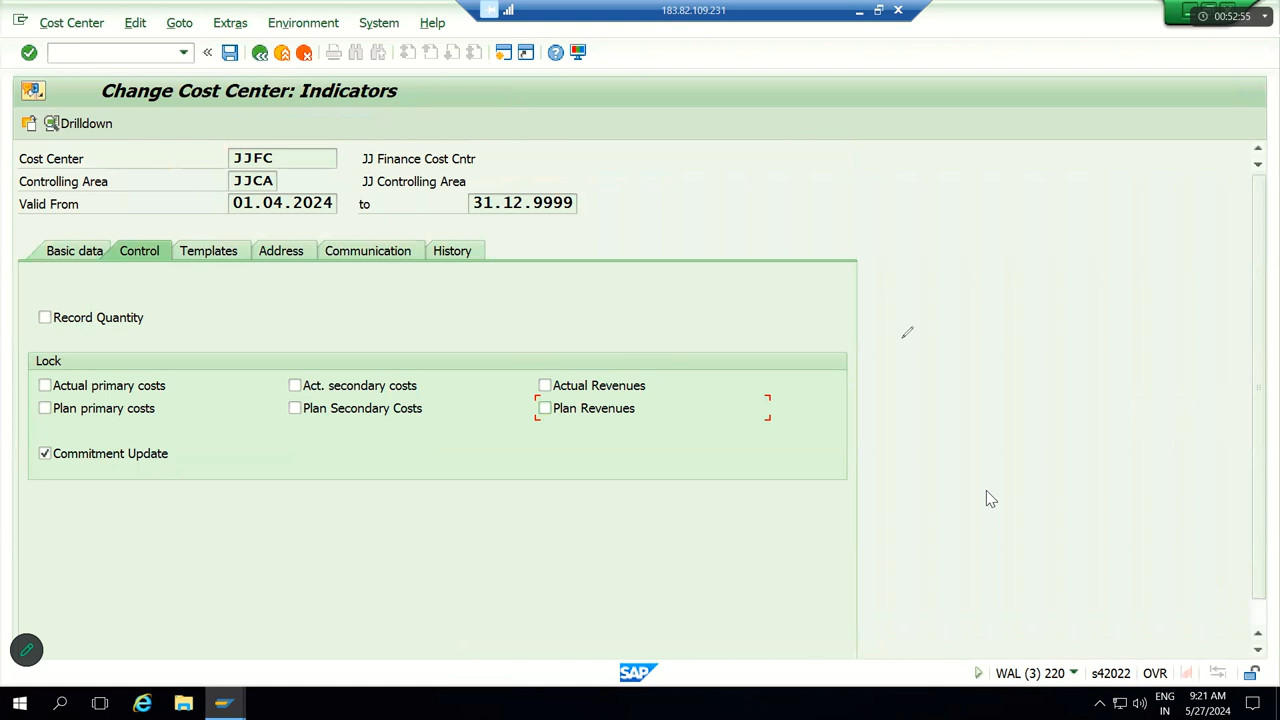 183.82.109.231
00:52:55
Cost Center Edit Goto Extras Environment System Help
Change Cost Center: Indicators
Drilldown
Cost Center JJFC JJ Finance Cost Cntr
Controlling Area JJCA JJ Controlling Area
Valid From 01.04.2024 to 31.12.9999
Basic data Control Templates Address Communication History
Record Quantity
Lock
Actual primary costs Act. secondary costs Actual Revenues
Plan primary costs Plan Secondary Costs Plan Revenues
Commitment Update
SAP
WAL (3) 220 s42022 OVR
ENG 9:21 AM
IN 5/27/2024